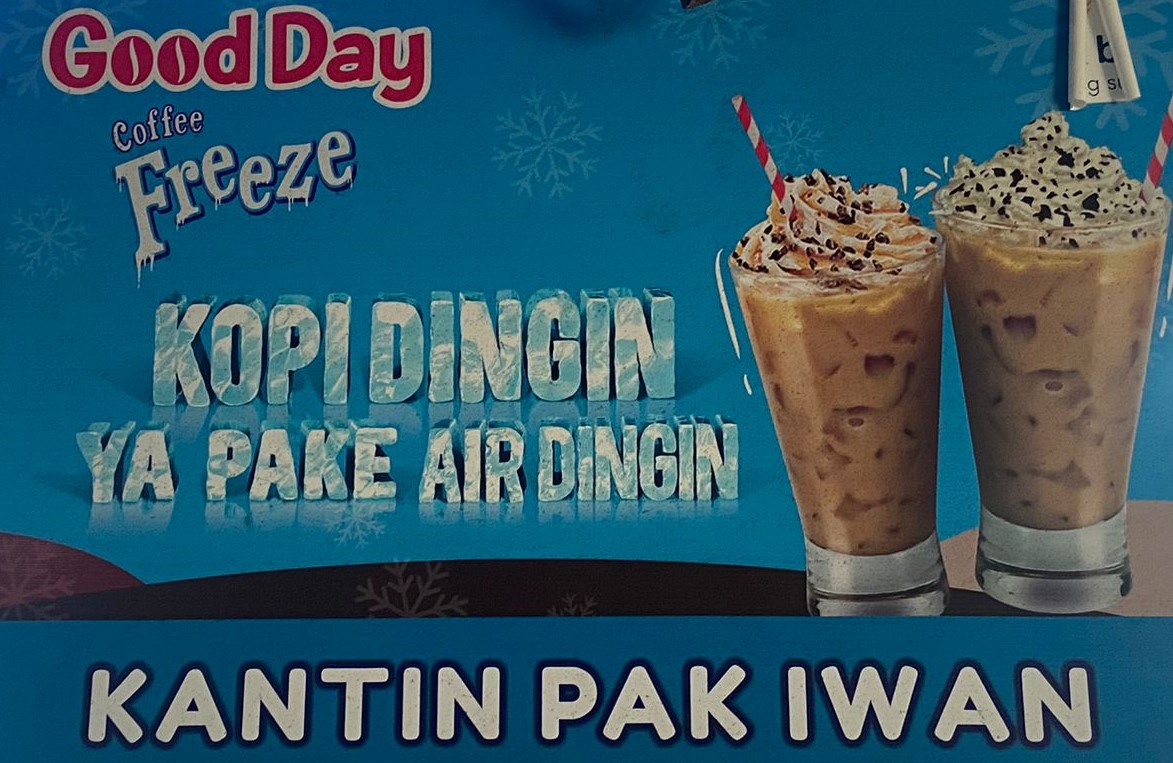 Good Day
Coffee
Freeze
KOPI DINGIN
YA PAKE AIR DINGIN
KANTIN PAK IWAN